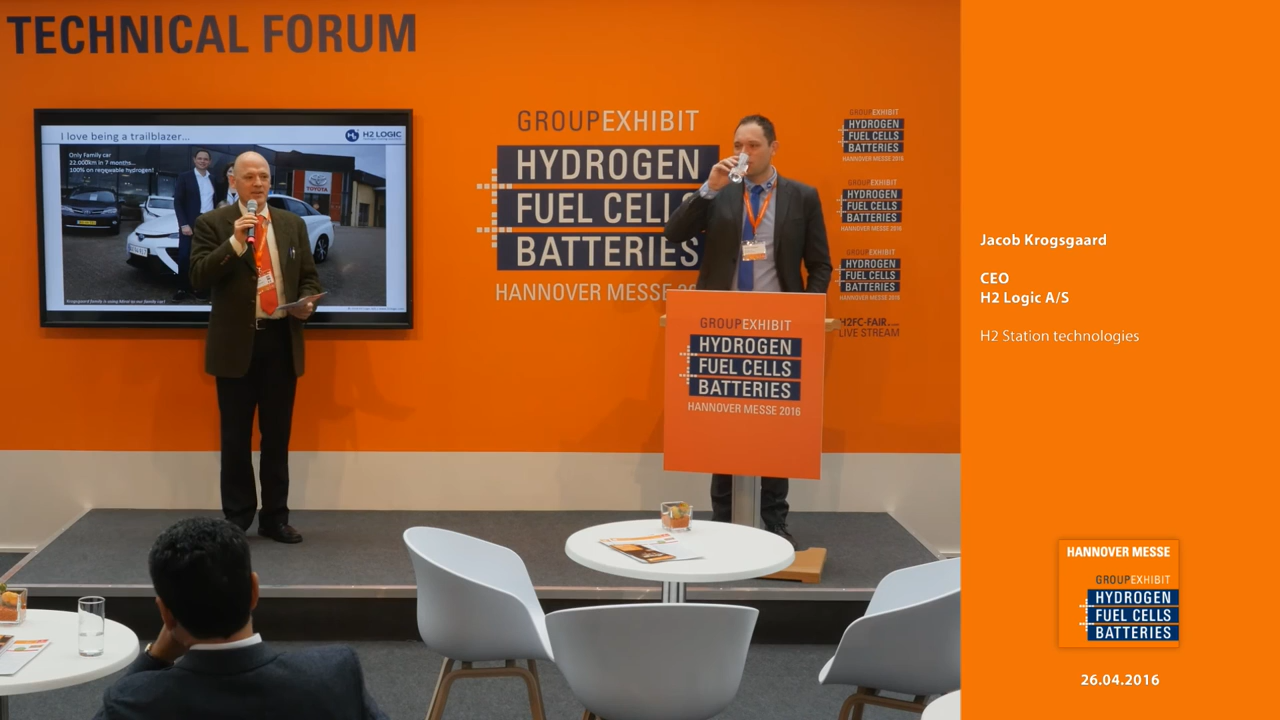 TECHNICAL FORUM
I love being a trailblazer...
H2 LOGIC
Only Family car
22.000km in 7 months...
100% on renewable hydrogen!
TOYOTA
GROUPEXHIBIT
HYDROGEN
FUEL CELLS
BATTERIES
HANNOVER MESSE 20
GROUPEXHIBIT
HYDROGEN
FUEL CELLS
BATTERIES
HANNOVER MESSE 2016
GROUPEXHIBIT
HYDROGEN
FUEL CELLS
BATTERIES
HANNOVER MESSE 2016
GROUPEXHIBIT
HYDROGEN
FUEL CELLS
BATTERIES
HANNOVER MESSE 2016
H2FC-FAIR
LIVE STREAM
GROUPEXHIBIT
HYDROGEN
FUEL CELLS
BATTERIES
HANNOVER MESSE 2016
Jacob Krogsgaard
CEO
H2 Logic A/S
H2 Station technologies
HANNOVER MESSE
GROUPEXHIBIT
HYDROGEN
FUEL CELLS
BATTERIES
26.04.2016